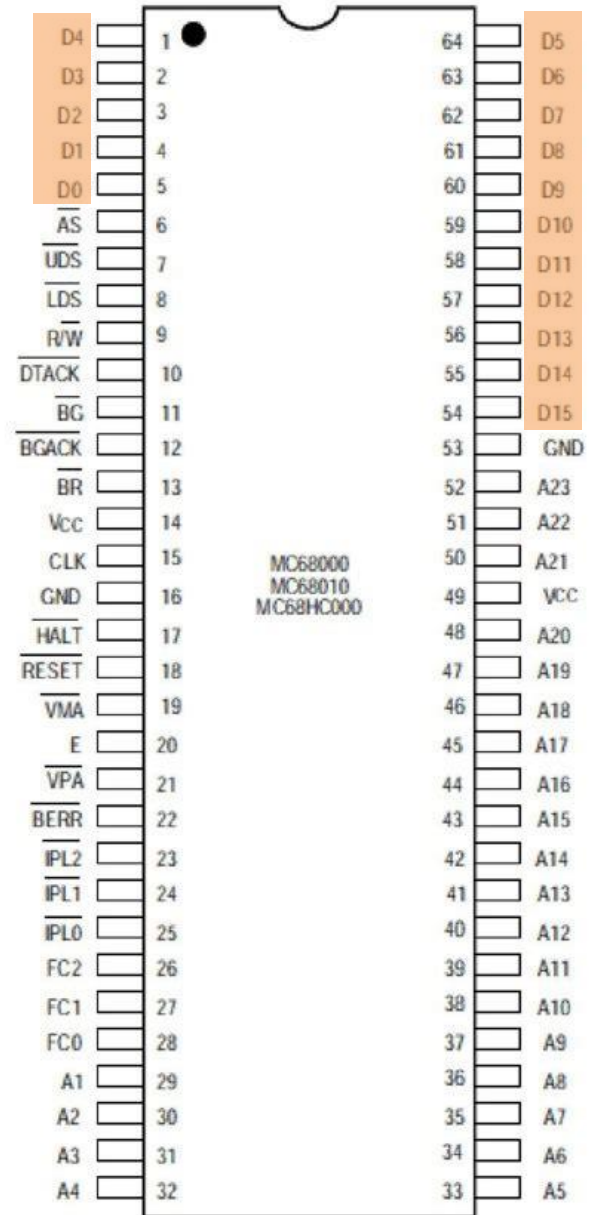 D4 1 64 D5
D3 2 63 D6
D2 3 62 D7
D1 4 61 D8
D0 5 60 D9
AS 6 59 D10
UDS 7 58 D11
LDS 8 57 D12
R/W 9 56 D13
DTACK 10 55 D14
BG 11 54 D15
BGACK 12 53 GND
BR 13 52 A23
VCC 14 51 A22
CLK 15 MC68000 50 A21
GND 16 MC68010 49 VCC
MC68HC000
HALT 17 48 A20
RESET 18 47 A19
VMA 19 46 A18
E 20 45 A17
VPA 21 44 A16
BERR 22 43 A15
IPL2 23 42 A14
IPL1 24 41 A13
IPL0 25 40 A12
FC2 26 39 A11
FC1 27 38 A10
FC0 28 37 A9
A1 29 36 A8
A2 30 35 A7
A3 31 34 A6
A4 32 33 A5